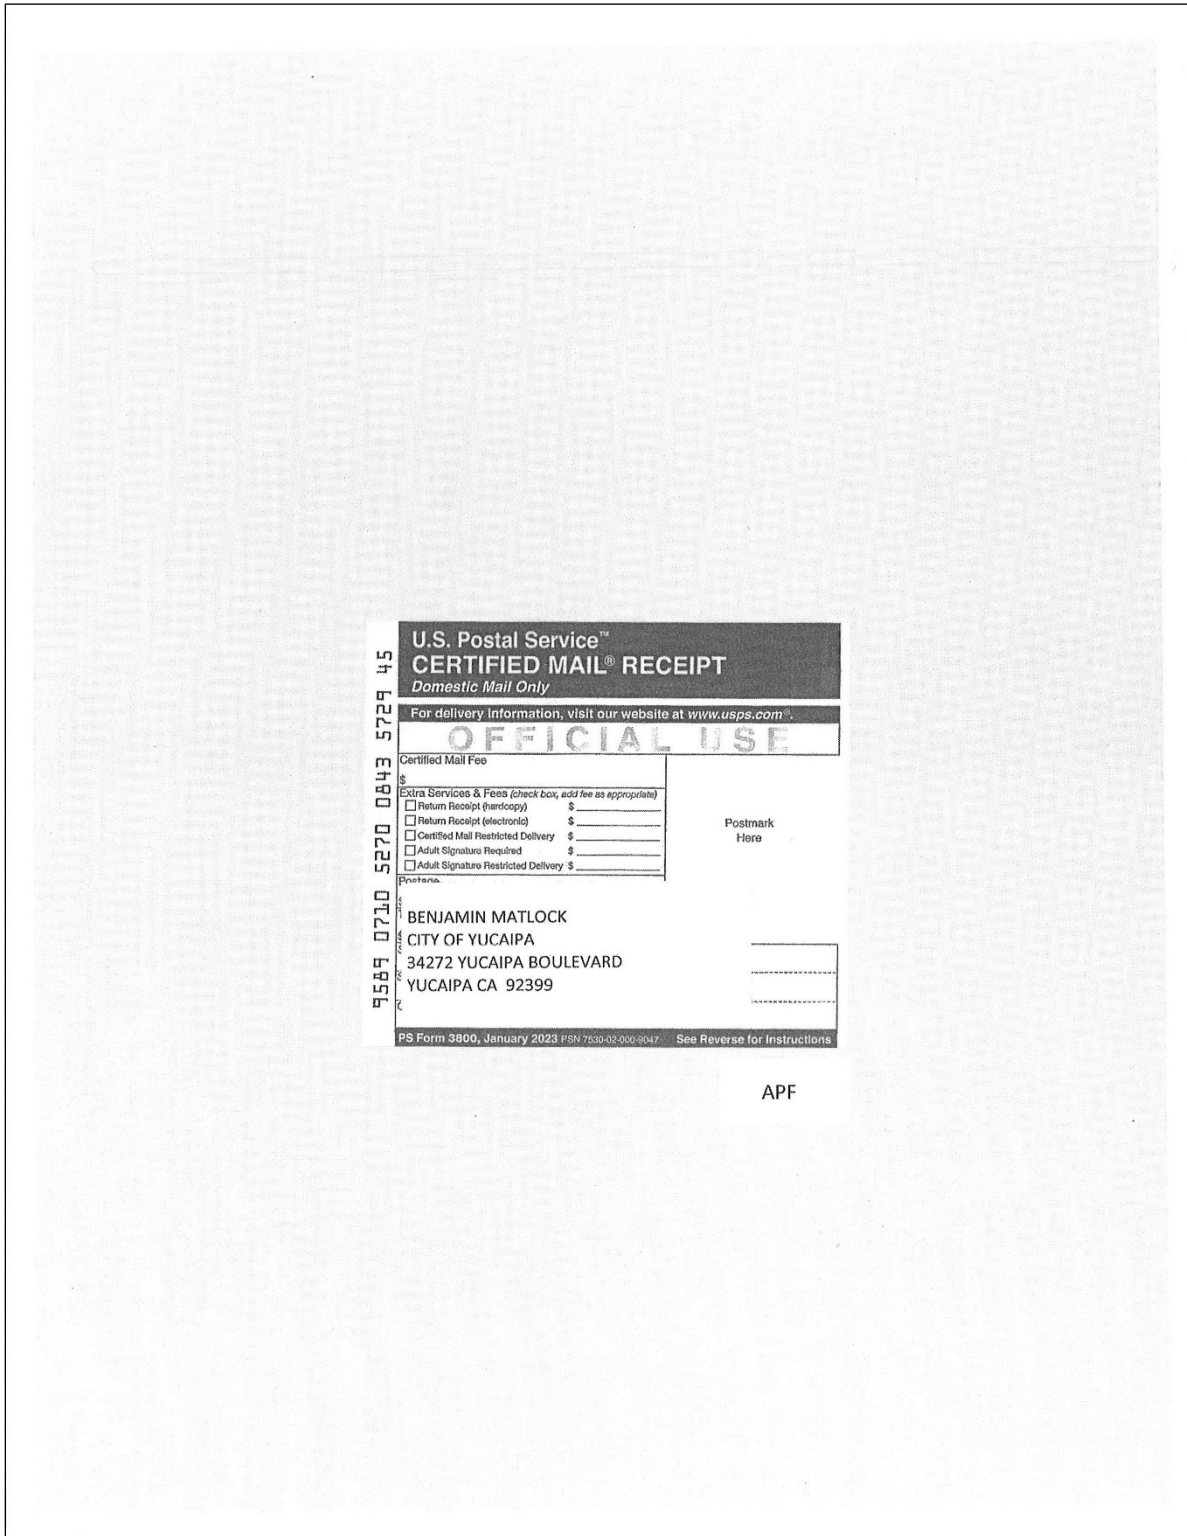 U.S. Postal Service™
CERTIFIED MAIL® RECEIPT
Domestic Mail Only
For delivery information, visit our website at www.usps.com®.
OFFICIAL USE
Certified Mail Fee
$
Extra Services & Fees (check box, add fee as appropriate)
Return Receipt (hardcopy) $
Return Receipt (electronic) $
Certified Mail Restricted Delivery $
Adult Signature Required $
Adult Signature Restricted Delivery $
Postmark
Here
Postage
BENJAMIN MATLOCK
CITY OF YUCAIPA
34272 YUCAIPA BOULEVARD
YUCAIPA CA 92399
PS Form 3800, January 2023 PSN 7530-02-000-9047 See Reverse for Instructions
9589 0710 5270 0843 5729 45
APF